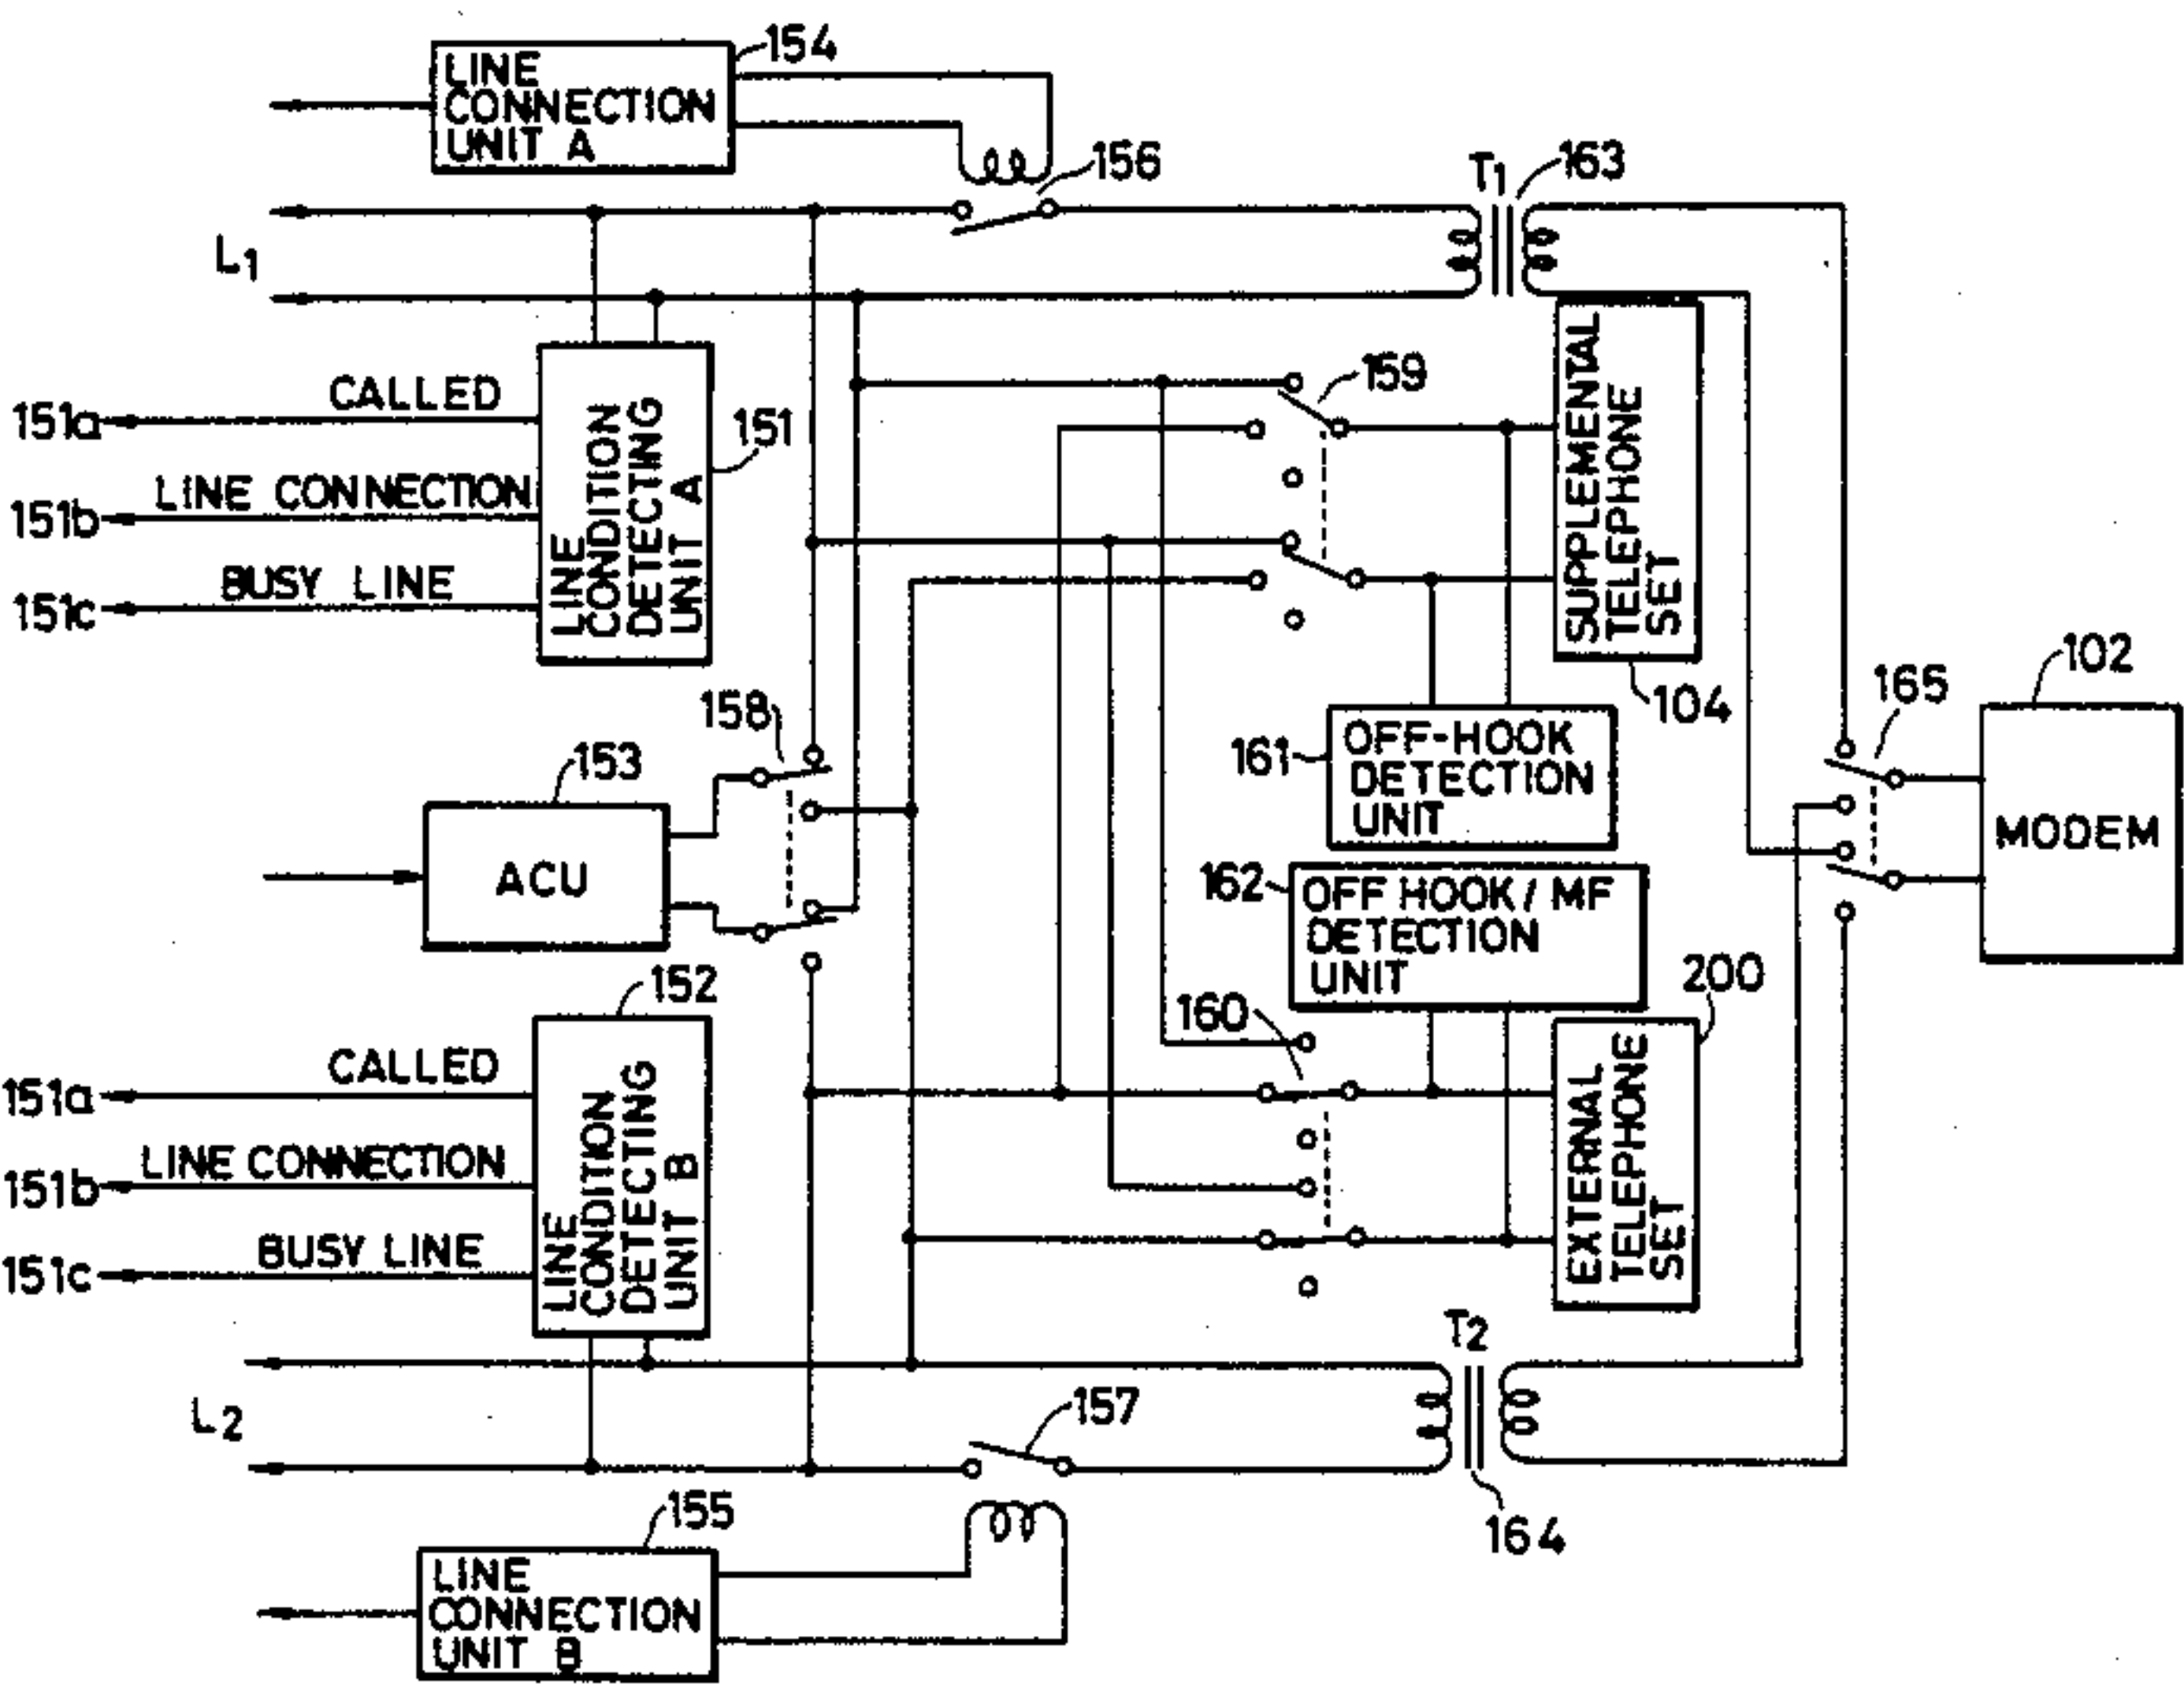 154
LINE
CONNECTION
UNIT A
156
T1
163
L1
CALLED
151a
LINE CONNECTION
151b
BUSY LINE
151c
LINE
CONDITION
DETECTING
UNIT A
151
159
SUPPLEMENTAL
TELEPHONE
SET
104
158
153
ACU
161
OFF-HOOK
DETECTION
UNIT
162
OFF HOOK / MF
DETECTION
UNIT
165
102
MODEM
152
160
200
CALLED
151a
LINE CONNECTION
151b
BUSY LINE
151c
LINE
CONDITION
DETECTING
UNIT B
EXTERNAL
TELEPHONE
SET
T2
L2
157
164
155
LINE
CONNECTION
UNIT B